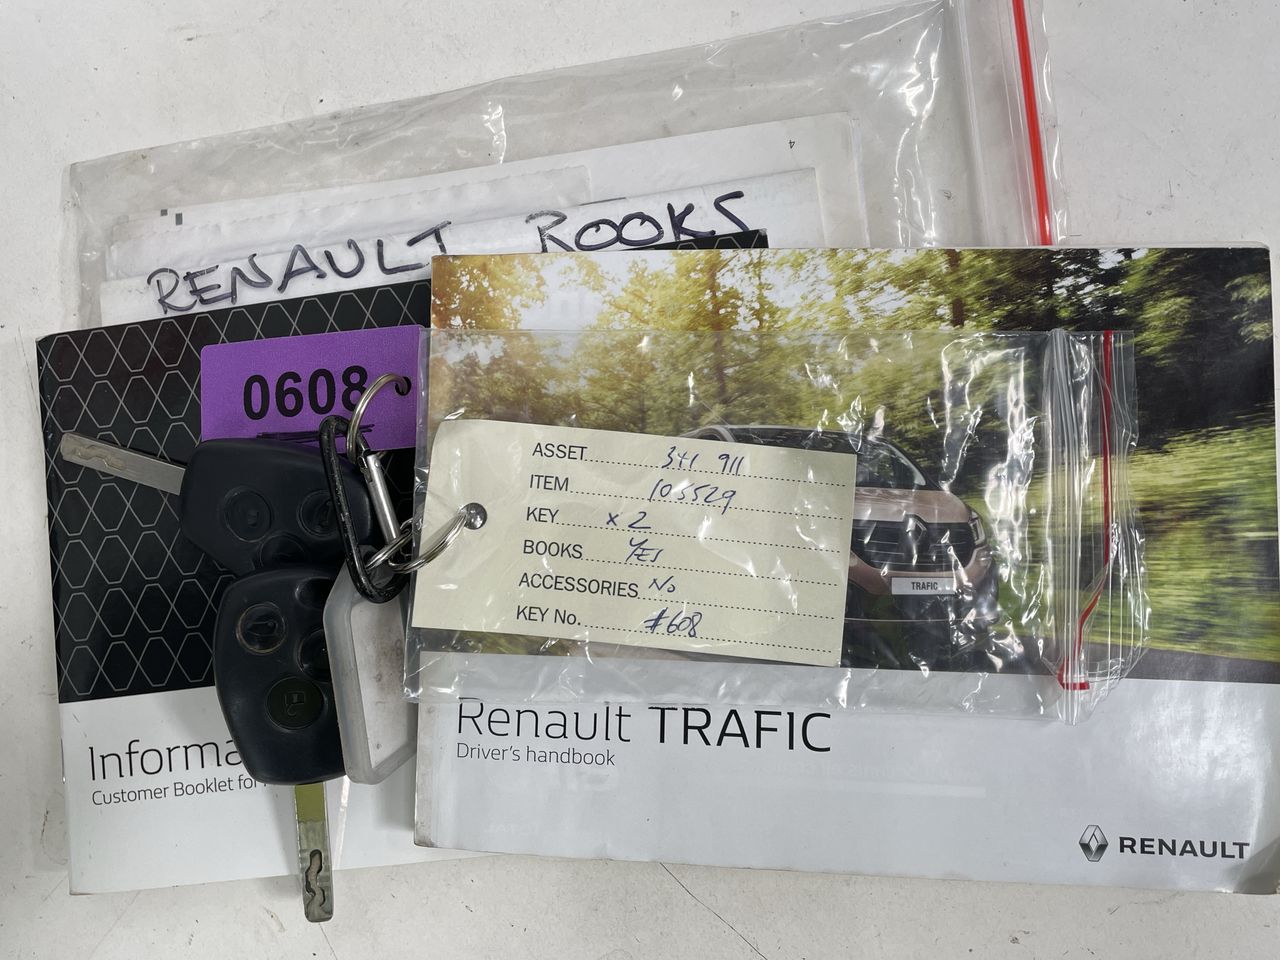 4
RENAULT BOOKS
0608
ASSET 341 911
ITEM 105529
KEY x 2
BOOKS YES
ACCESSORIES No
KEY No. #608
TRAFIC
Renault TRAFIC
Driver's handbook
Informa
Customer Booklet for
RENAULT